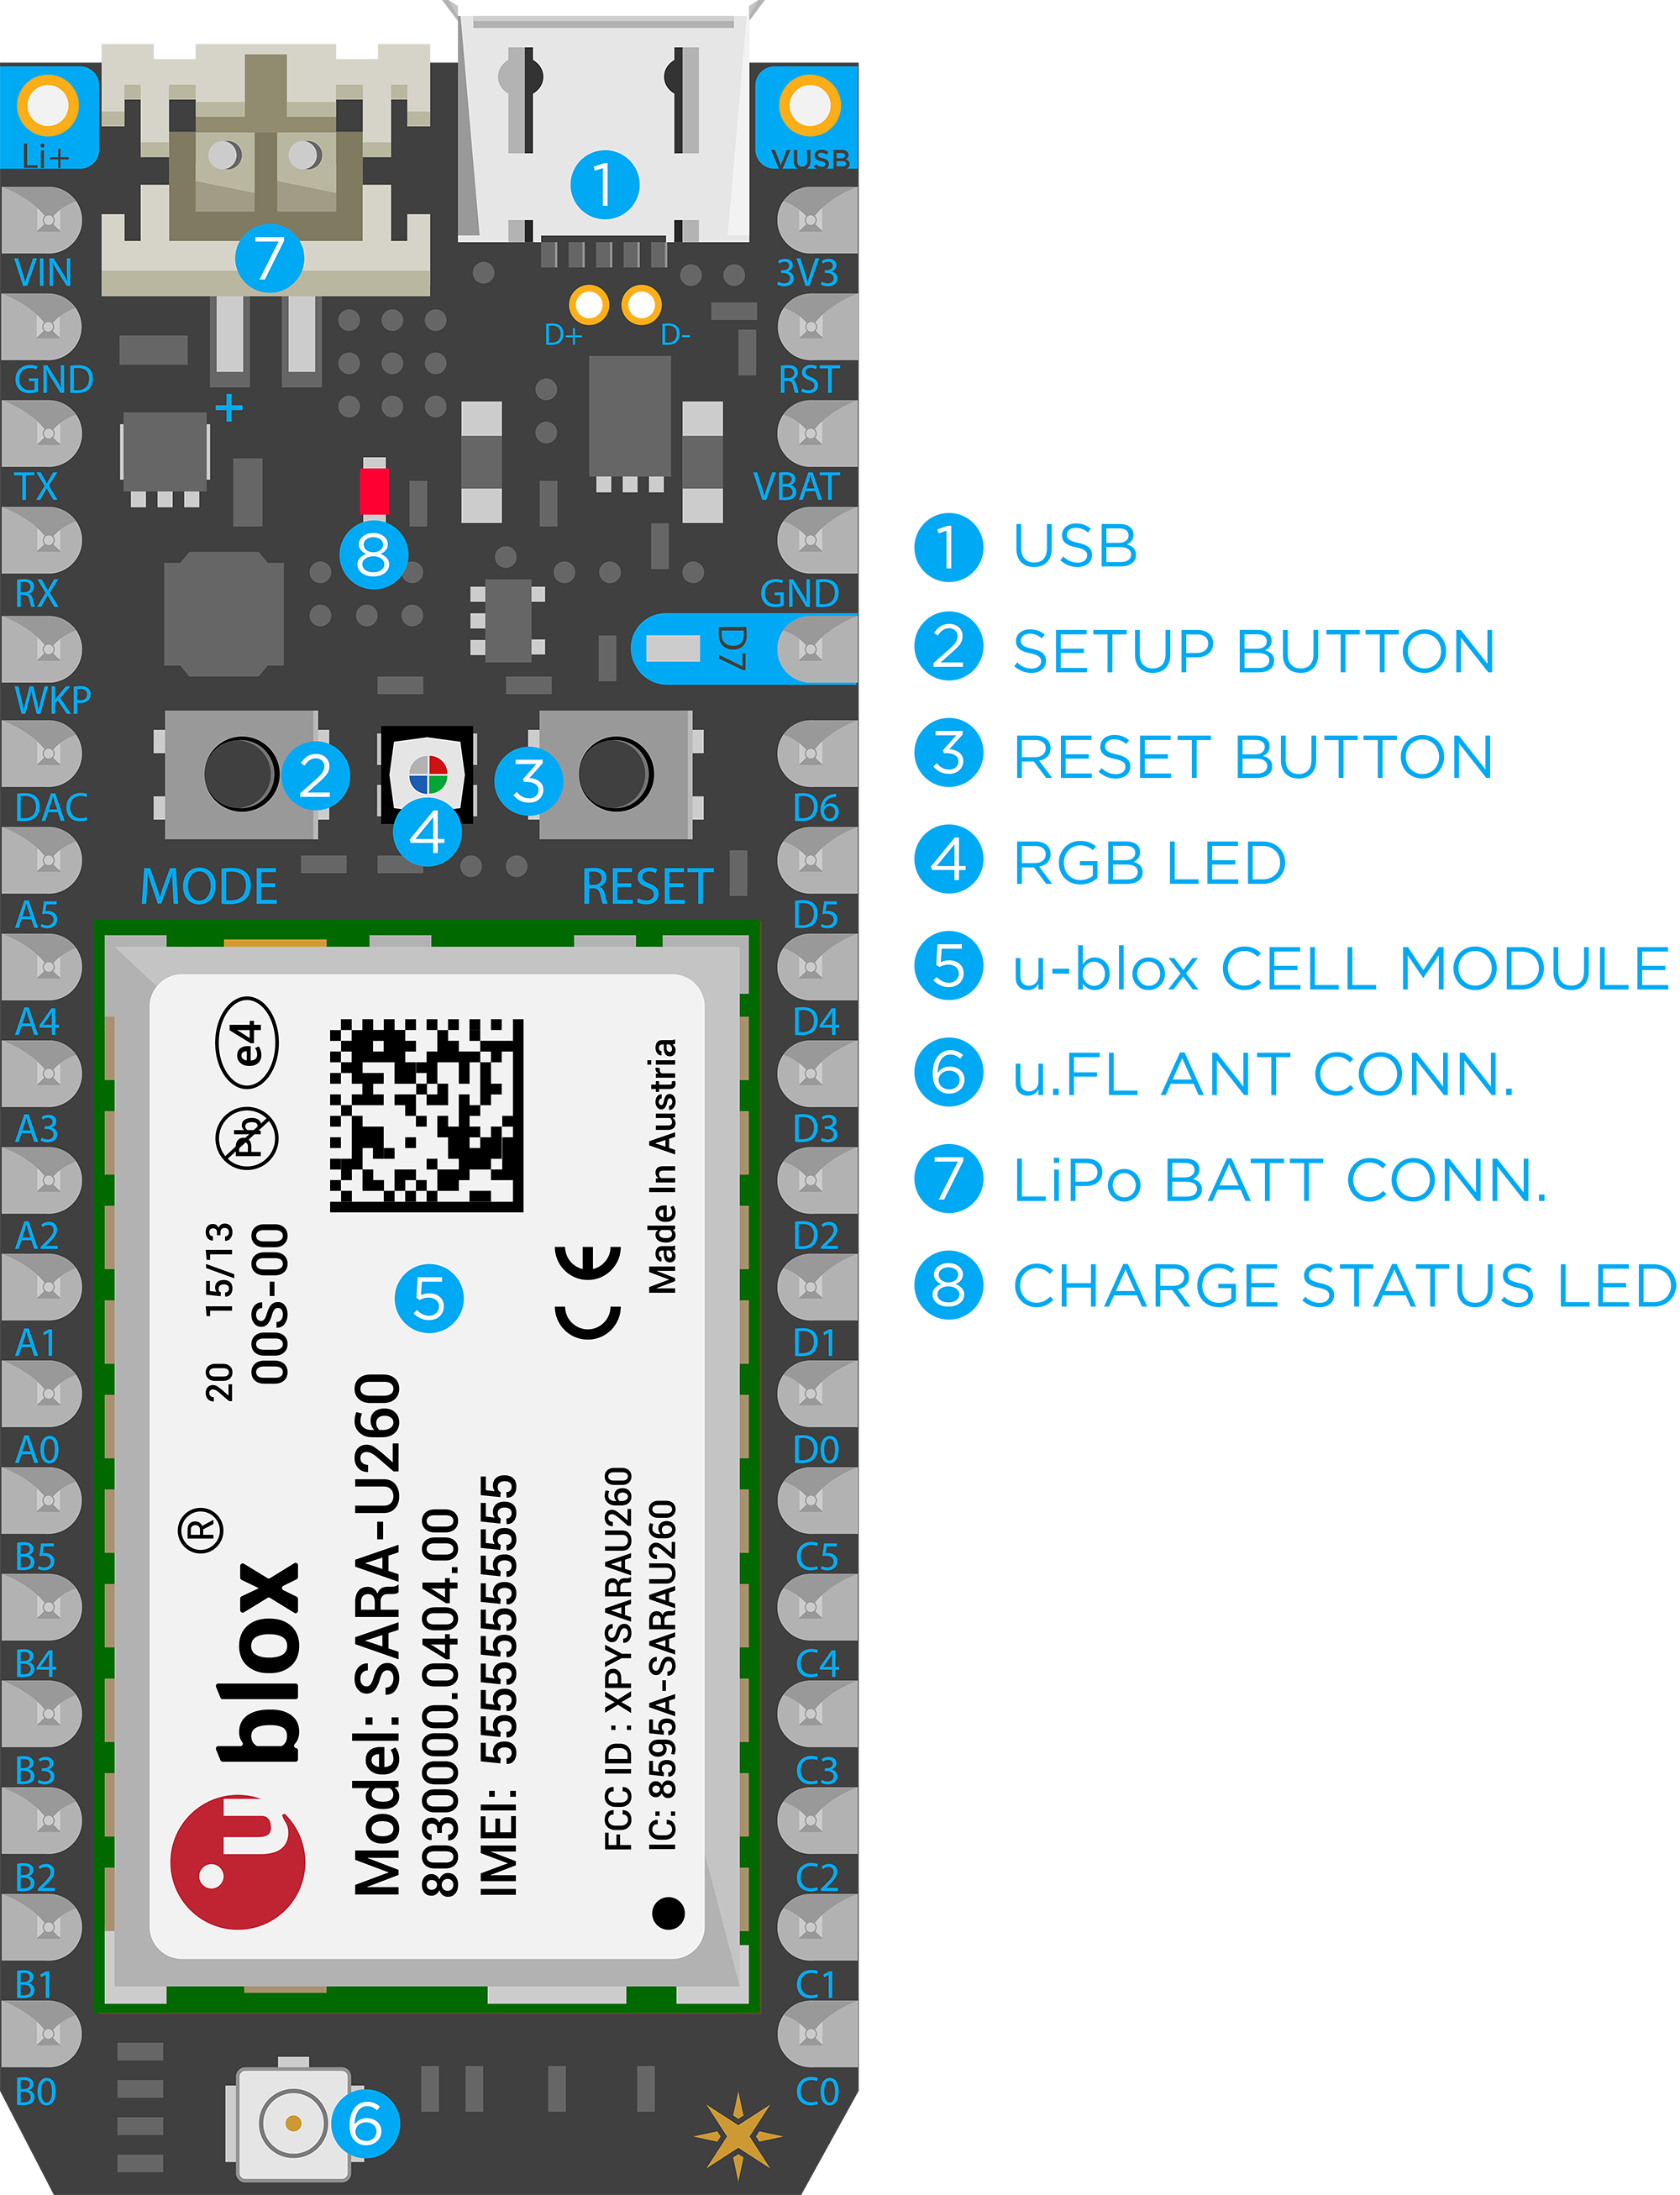 Li+
VUSB
1
7
VIN
3V3
D+
D-
GND
RST
+
TX
VBAT
8
RX
GND
D7
WKP
2
3
4
DAC
D6
MODE
RESET
A5
D5
A4
D4
A3
D3
A2
D2
A1
D1
A0
D0
B5
C5
B4
C4
B3
C3
B2
C2
B1
C1
B0
C0
e4
Pb
20 15/13
00S-00
u blox ®
Model: SARA-U260
5
8030000.0404.00
IMEI: 555555555555555
CE
FCC ID : XPYSARAU260
IC: 8595A-SARAU260
Made In Austria
6
1 USB
2 SETUP BUTTON
3 RESET BUTTON
4 RGB LED
5 u-blox CELL MODULE
6 u.FL ANT CONN.
7 LiPo BATT CONN.
8 CHARGE STATUS LED